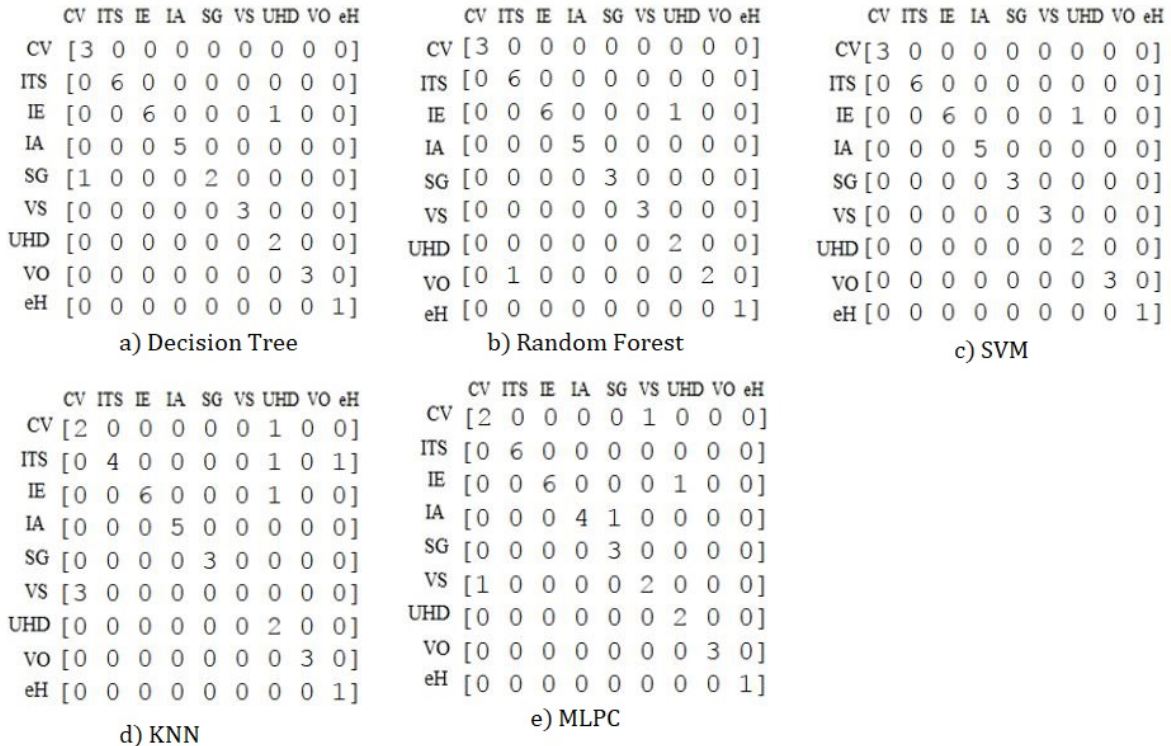 CV ITS IE IA SG VS UHD VO eH
CV [3 0 0 0 0 0 0 0 0]
ITS [0 6 0 0 0 0 0 0 0]
IE [0 0 6 0 0 0 1 0 0]
IA [0 0 0 5 0 0 0 0 0]
SG [1 0 0 0 2 0 0 0 0]
VS [0 0 0 0 0 3 0 0 0]
UHD [0 0 0 0 0 0 2 0 0]
VO [0 0 0 0 0 0 0 3 0]
eH [0 0 0 0 0 0 0 0 1]
a) Decision Tree
CV ITS IE IA SG VS UHD VO eH
CV [3 0 0 0 0 0 0 0 0]
ITS [0 6 0 0 0 0 0 0 0]
IE [0 0 6 0 0 0 1 0 0]
IA [0 0 0 5 0 0 0 0 0]
SG [0 0 0 0 3 0 0 0 0]
VS [0 0 0 0 0 3 0 0 0]
UHD [0 0 0 0 0 0 2 0 0]
VO [0 1 0 0 0 0 0 2 0]
eH [0 0 0 0 0 0 0 0 1]
b) Random Forest
CV ITS IE IA SG VS UHD VO eH
CV [3 0 0 0 0 0 0 0 0]
ITS [0 6 0 0 0 0 0 0 0]
IE [0 0 6 0 0 0 1 0 0]
IA [0 0 0 5 0 0 0 0 0]
SG [0 0 0 0 3 0 0 0 0]
VS [0 0 0 0 0 3 0 0 0]
UHD [0 0 0 0 0 0 2 0 0]
VO [0 0 0 0 0 0 0 3 0]
eH [0 0 0 0 0 0 0 0 1]
c) SVM
CV ITS IE IA SG VS UHD VO eH
CV [2 0 0 0 0 0 1 0 0]
ITS [0 4 0 0 0 0 1 0 1]
IE [0 0 6 0 0 0 1 0 0]
IA [0 0 0 5 0 0 0 0 0]
SG [0 0 0 0 3 0 0 0 0]
VS [3 0 0 0 0 0 0 0 0]
UHD [0 0 0 0 0 0 2 0 0]
VO [0 0 0 0 0 0 0 3 0]
eH [0 0 0 0 0 0 0 0 1]
d) KNN
CV ITS IE IA SG VS UHD VO eH
CV [2 0 0 0 0 1 0 0 0]
ITS [0 6 0 0 0 0 0 0 0]
IE [0 0 6 0 0 0 1 0 0]
IA [0 0 0 4 1 0 0 0 0]
SG [0 0 0 0 3 0 0 0 0]
VS [1 0 0 0 0 2 0 0 0]
UHD [0 0 0 0 0 0 2 0 0]
VO [0 0 0 0 0 0 0 3 0]
eH [0 0 0 0 0 0 0 0 1]
e) MLPC